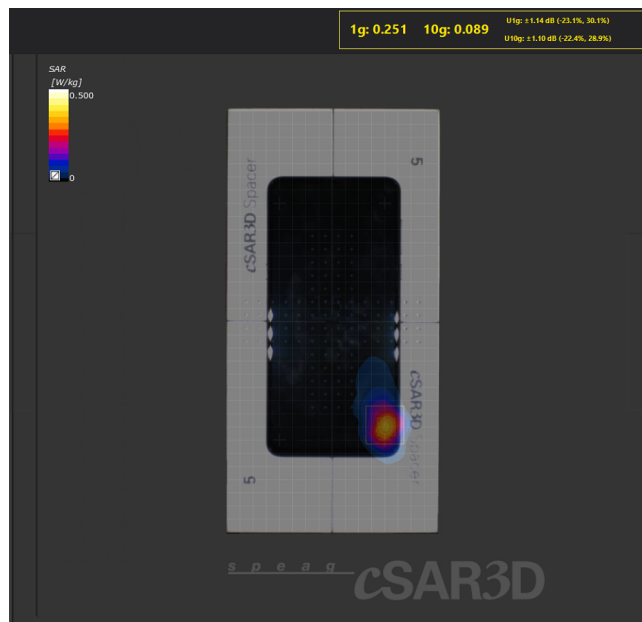 1g: 0.251 10g: 0.089
U1g: ±1.14 dB (-23.1%, 30.1%)
U10g: ±1.10 dB (-22.4%, 28.9%)
SAR
[W/kg]
0.500
0
5
cSAR3D Spacer
cSAR3D Spacer
5
speag
cSAR3D